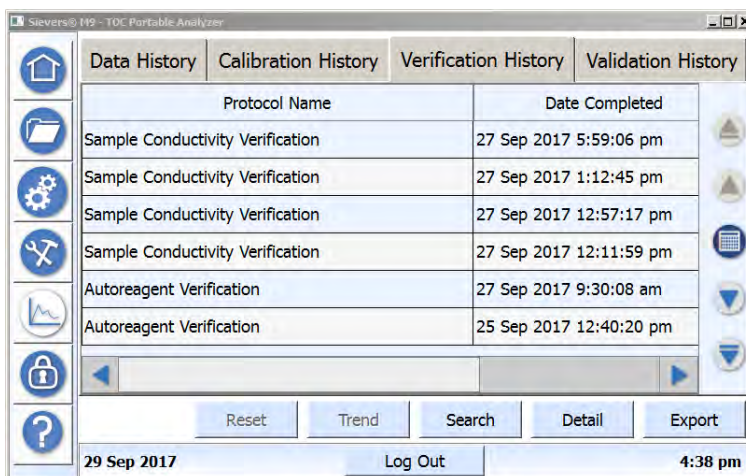 Sievers® M9 - TOC Portable Analyzer
Data History Calibration History Verification History Validation History
Protocol Name Date Completed
Sample Conductivity Verification 27 Sep 2017 5:59:06 pm
Sample Conductivity Verification 27 Sep 2017 1:12:45 pm
Sample Conductivity Verification 27 Sep 2017 12:57:17 pm
Sample Conductivity Verification 27 Sep 2017 12:11:59 pm
Autoreagent Verification 27 Sep 2017 9:30:08 am
Autoreagent Verification 25 Sep 2017 12:40:20 pm
Reset Trend Search Detail Export
29 Sep 2017 Log Out 4:38 pm